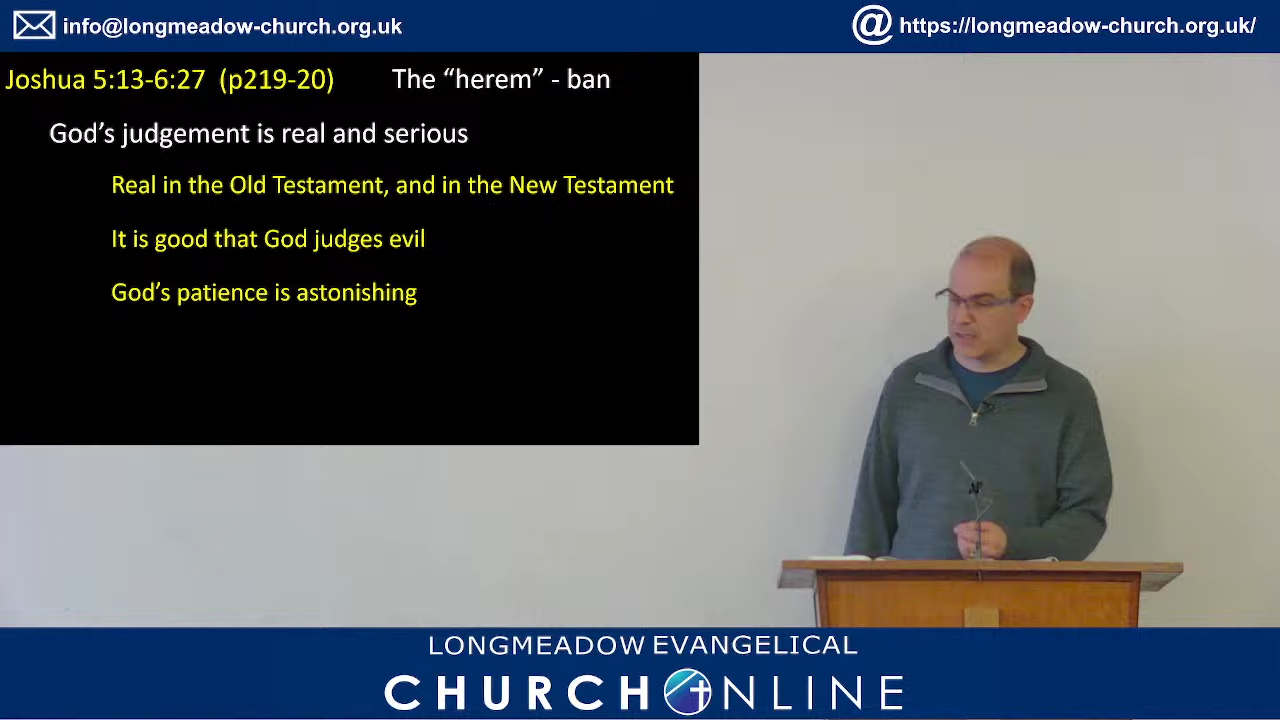 info@longmeadow-church.org.uk
@ https://longmeadow-church.org.uk/
Joshua 5:13-6:27 (p219-20) The “herem” - ban
God’s judgement is real and serious
Real in the Old Testament, and in the New Testament
It is good that God judges evil
God’s patience is astonishing
LONGMEADOW EVANGELICAL
CHURCH ONLINE